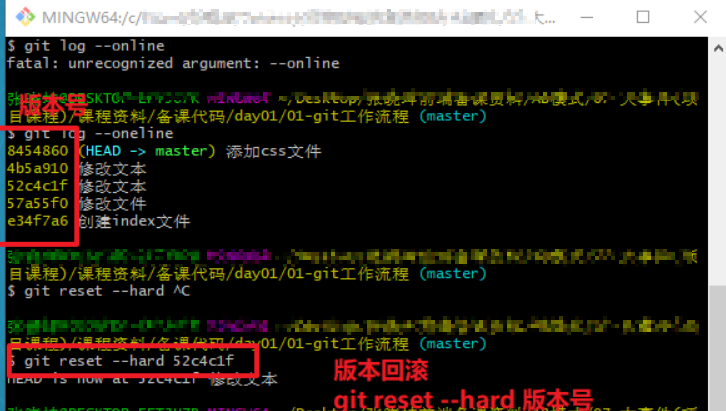 MINGW64:/c/
$ git log --online
fatal: unrecognized argument: --online
版本号
MINGW64
目课程)/课程资料/备课代码/day01/01-git工作流程 (master)
$ git log --oneline
8454860 (HEAD -> master) 添加css文件
4b5a910 修改文本
52c4c1f 修改文本
57a55f0 修改文件
e34f7a6 创建index文件
目课程)/课程资料/备课代码/day01/01-git工作流程 (master)
$ git reset --hard ^C
目课程)/课程资料/备课代码/day01/01-git工作流程 (master)
$ git reset --hard 52c4c1f
HEAD is now at 52c4c1f 修改文本
版本回滚
git reset --hard 版本号